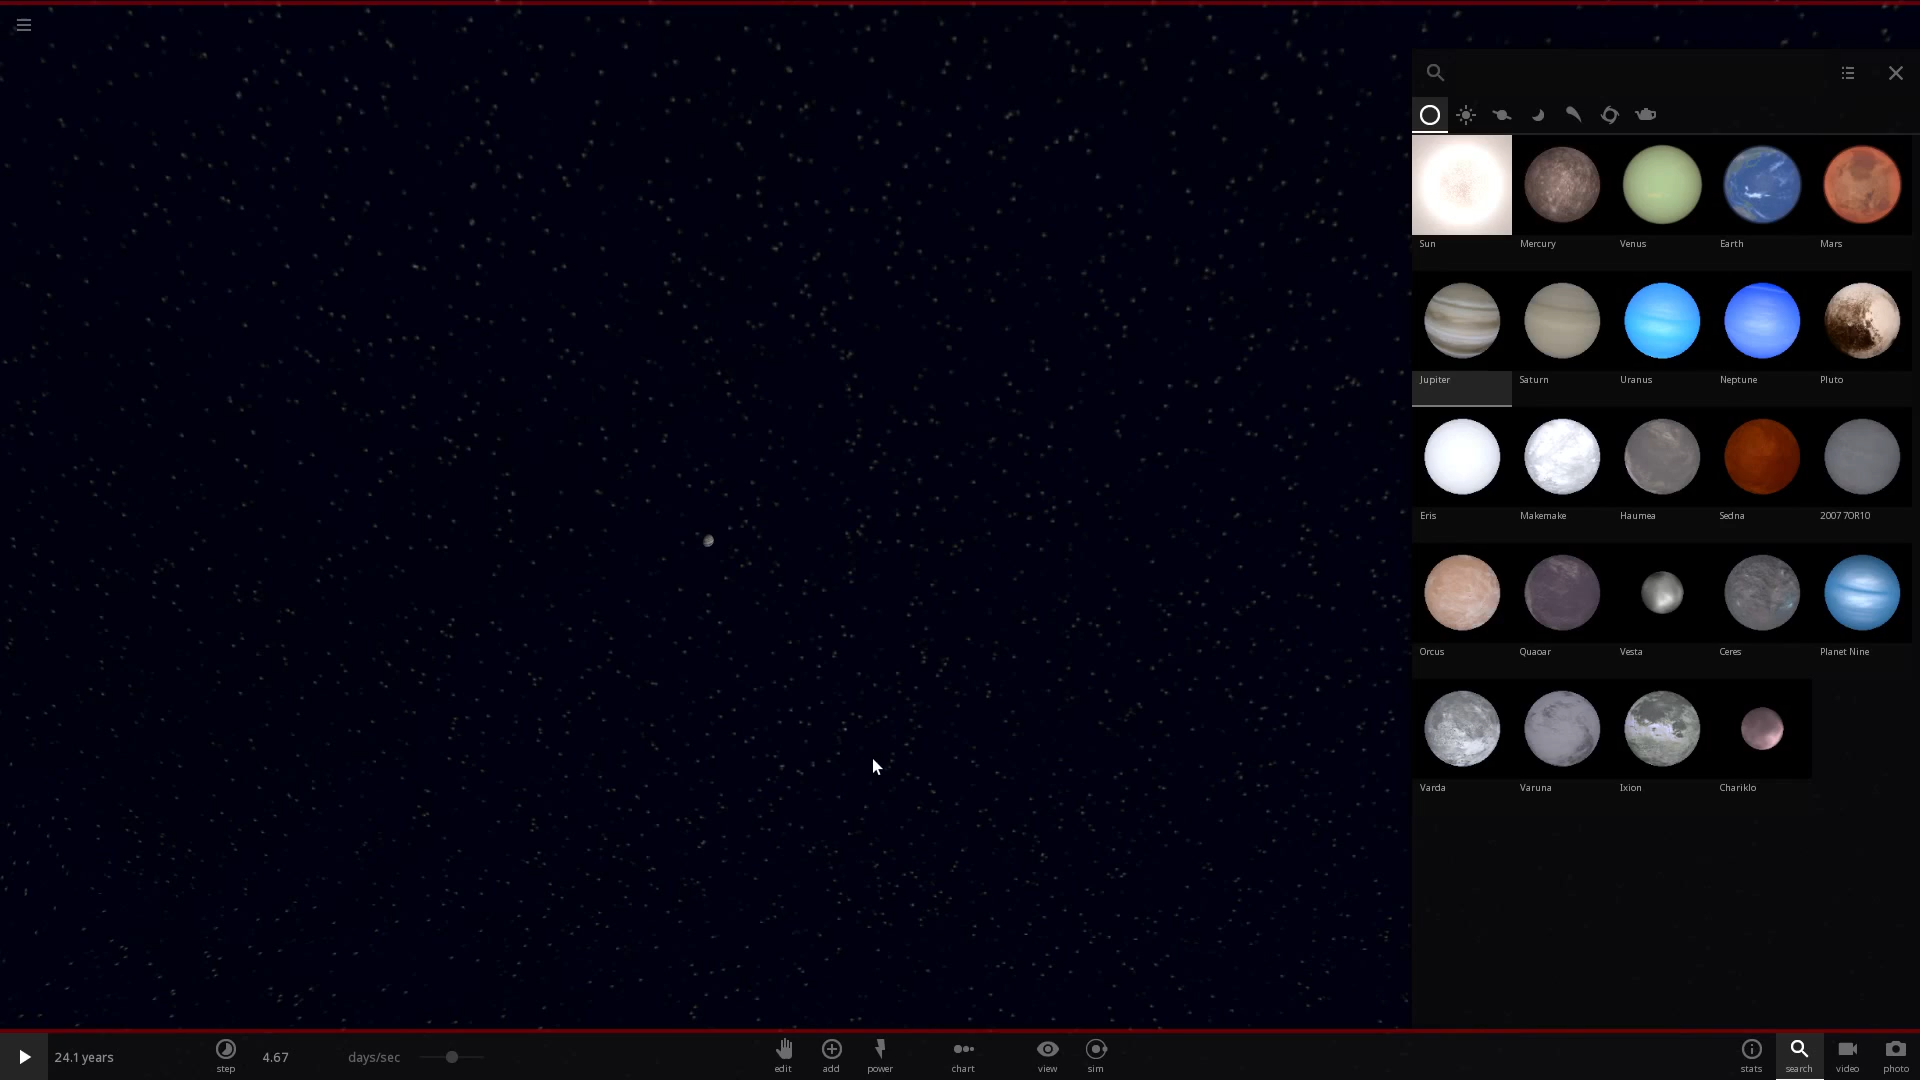 Sun Mercury Venus Earth Mars
Jupiter Saturn Uranus Neptune Pluto
Eris Makemake Haumea Sedna 2007 7OR10
Orcus Quaoar Vesta Ceres Planet Nine
Varda Varuna Ixion Chariklo
24.1 years 4.67 days/sec
step edit add power chart view sim stats search video photo